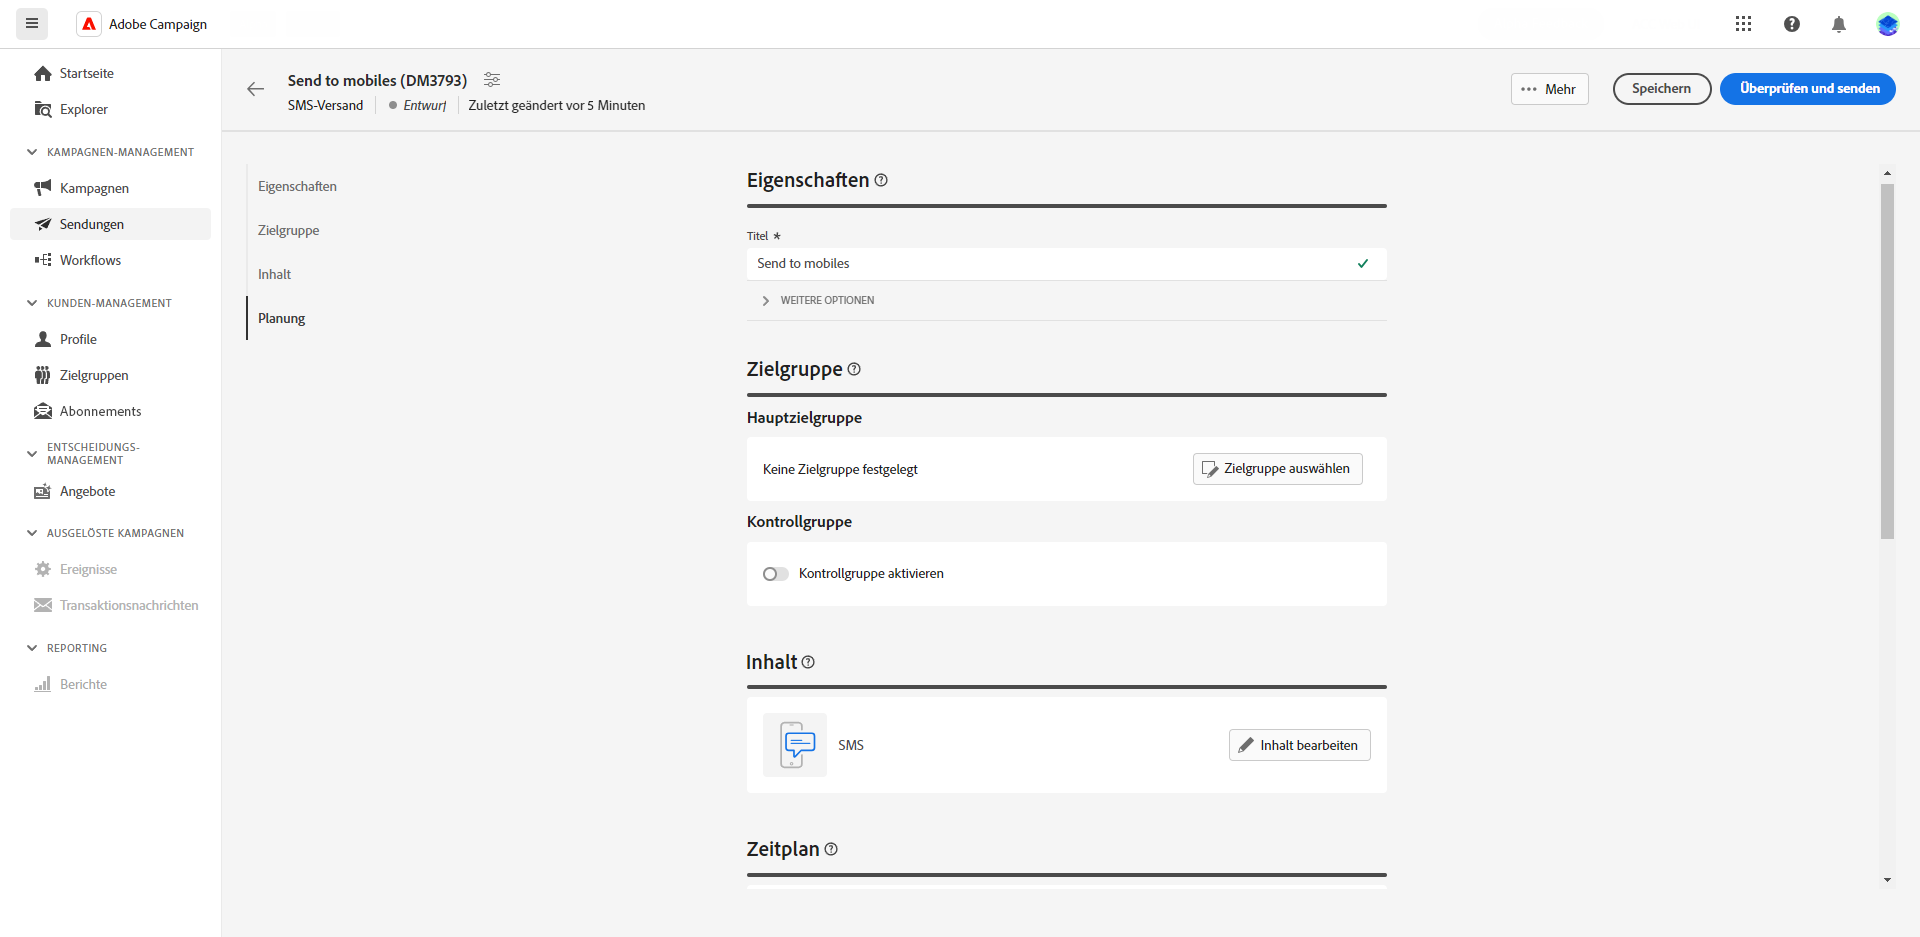 Adobe Campaign
Startseite
Explorer
KAMPAGNEN-MANAGEMENT
Kampagnen
Sendungen
Workflows
KUNDEN-MANAGEMENT
Profile
Zielgruppen
Abonnements
ENTSCHEIDUNGS-
MANAGEMENT
Angebote
AUSGELÖSTE KAMPAGNEN
Ereignisse
Transaktionsnachrichten
REPORTING
Berichte
Send to mobiles (DM3793)
SMS-Versand
Entwurf
Zuletzt geändert vor 5 Minuten
Mehr
Speichern
Überprüfen und senden
Eigenschaften
Zielgruppe
Inhalt
Planung
Eigenschaften
Titel *
Send to mobiles
WEITERE OPTIONEN
Zielgruppe
Hauptzielgruppe
Keine Zielgruppe festgelegt
Zielgruppe auswählen
Kontrollgruppe
Kontrollgruppe aktivieren
Inhalt
SMS
Inhalt bearbeiten
Zeitplan